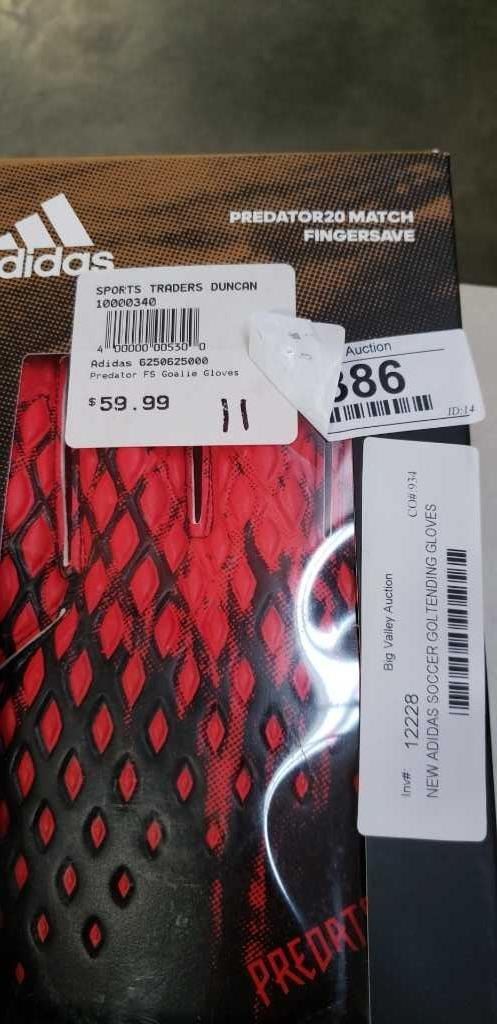 adidas
PREDATOR20 MATCH
FINGERSAVE
SPORTS TRADERS DUNCAN
10000340
4 00000 00530 0
Adidas 6250625000
Predator FS Goalie Gloves
$59.99
11
Auction
386
ID:14
CO#:934
Big Valley Auction
Inv#: 12228
NEW ADIDAS SOCCER GOLTENDING GLOVES